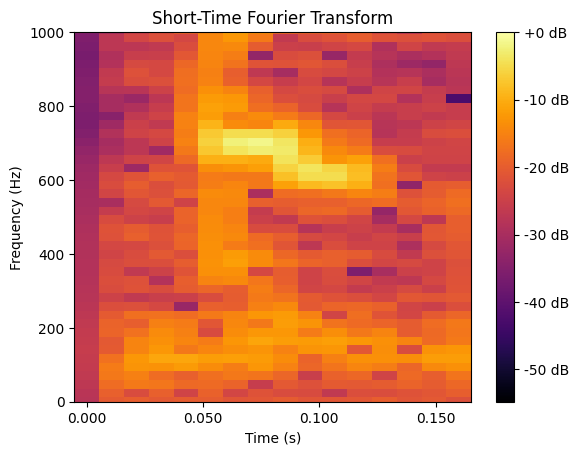 Short-Time Fourier Transform
1000
800
600
400
200
0
Frequency (Hz)
0.000
0.050
0.100
0.150
Time (s)
+0 dB
-10 dB
-20 dB
-30 dB
-40 dB
-50 dB